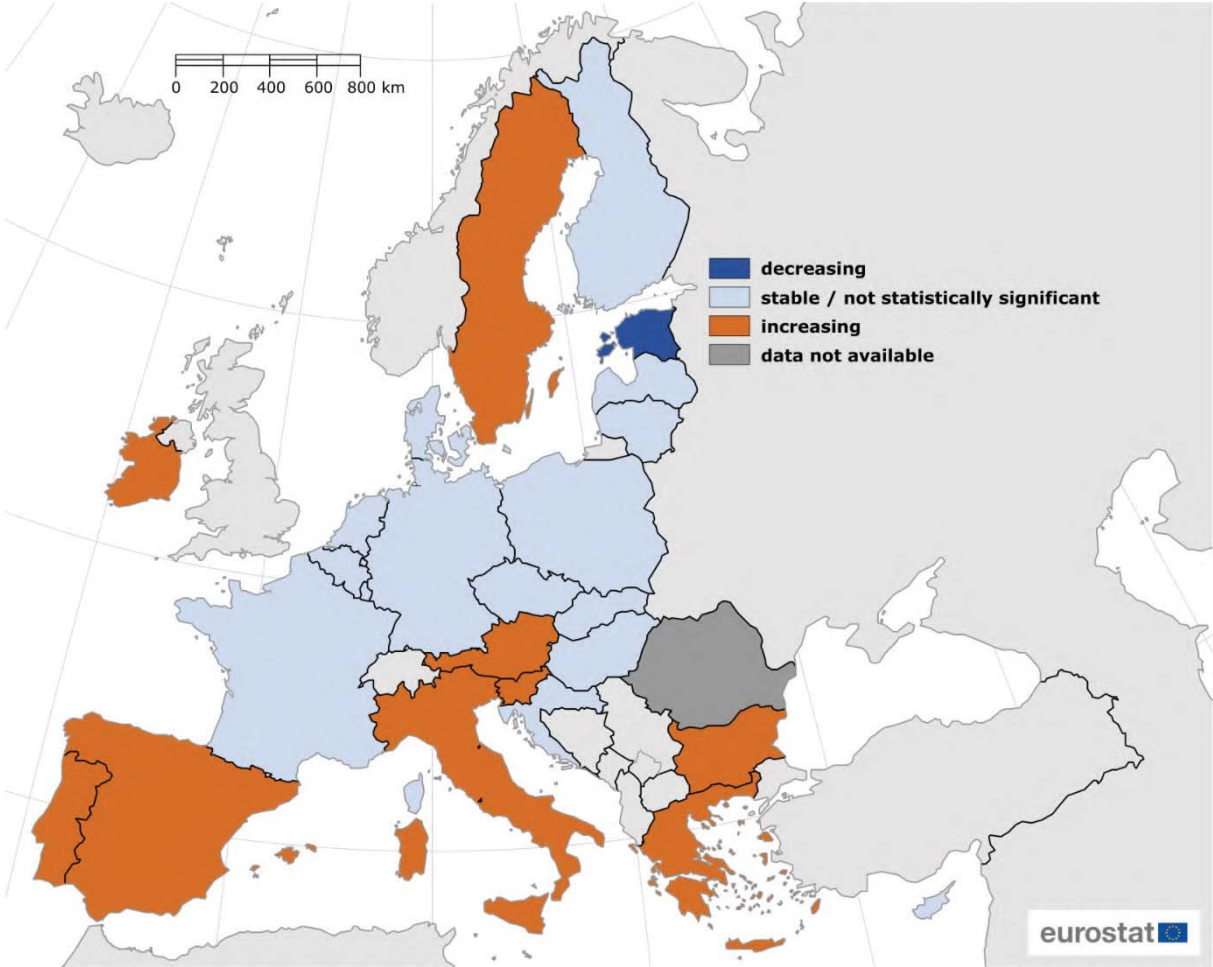 0 200 400 600 800 km
decreasing
stable / not statistically significant
increasing
data not available
eurostat